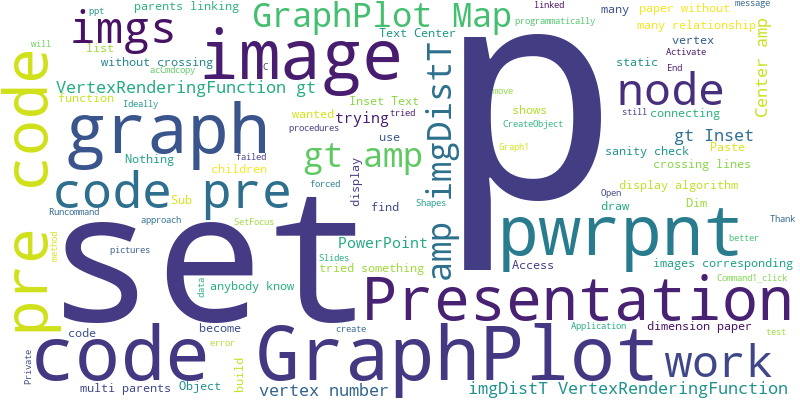 ppt
parents linking
imgs
list
without crossing
acCmdcopy
C
GraphPlot Map
Text Center
many
paper without
message
linked
programmatically
many relationship
vertex
Activate
End
static
Center amp
image
p
node
pre code
VertexRenderingFunction gt
function
Ideally
Inset Text
wanted
trying
tried
procedures
use
amp imgDistT
move
shows
CreateObject
still
connecting
gt Inset
graph
Nothing
children
failed
gt amp
display
Graph1
sanity check
Paste
crossing lines
code pre
Sub
Runcommand
approach
SetFocus
forced
find
Shapes
Open
draw
Dim
display algorithm
Thank
method
pictures
set
PowerPoint
Slides
tried something
Access
pwrpnt
better
images corresponding
data
anybody know
Command1_click
Presentation
code
become
error
create
Application
dimension paper
test
Private
code
GraphPlot
work
multi parents
Object
build
vertex number
imgDistT VertexRenderingFunction